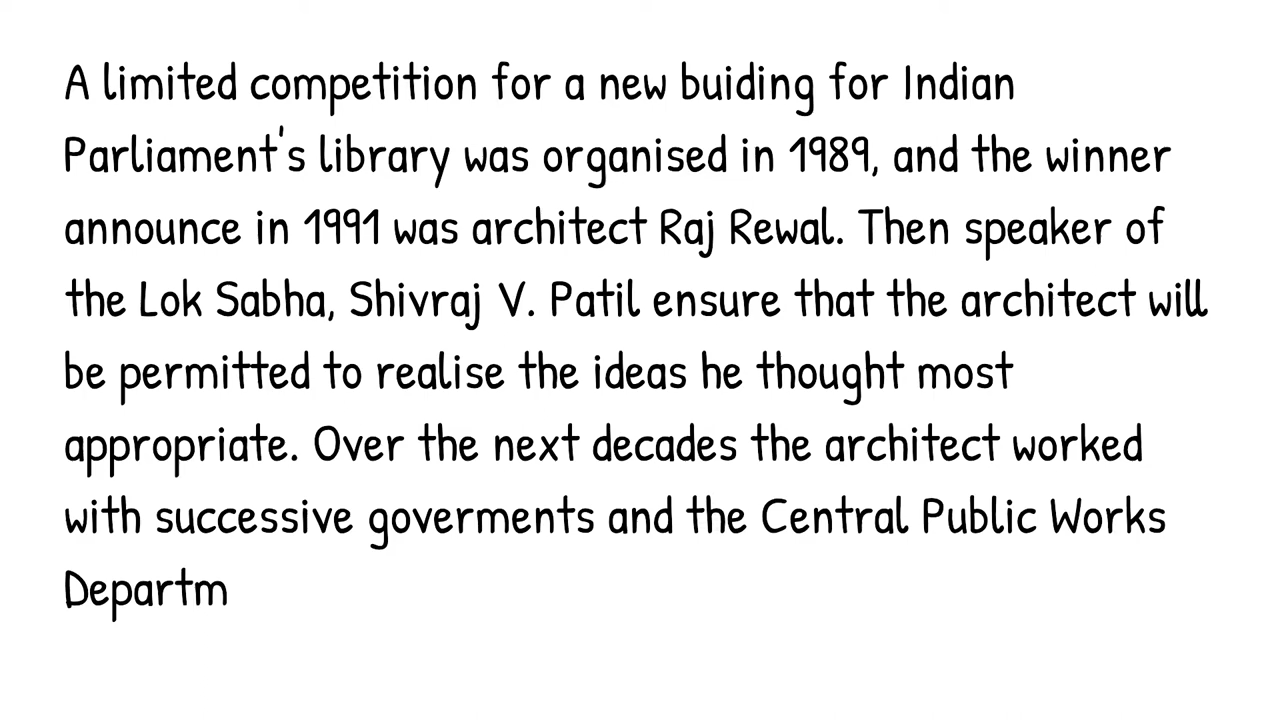 A limited competition for a new buiding for Indian
Parliament's library was organised in 1989, and the winner
announce in 1991 was architect Raj Rewal. Then speaker of
the Lok Sabha, Shivraj V. Patil ensure that the architect will
be permitted to realise the ideas he thought most
appropriate. Over the next decades the architect worked
with successive goverments and the Central Public Works
Departm